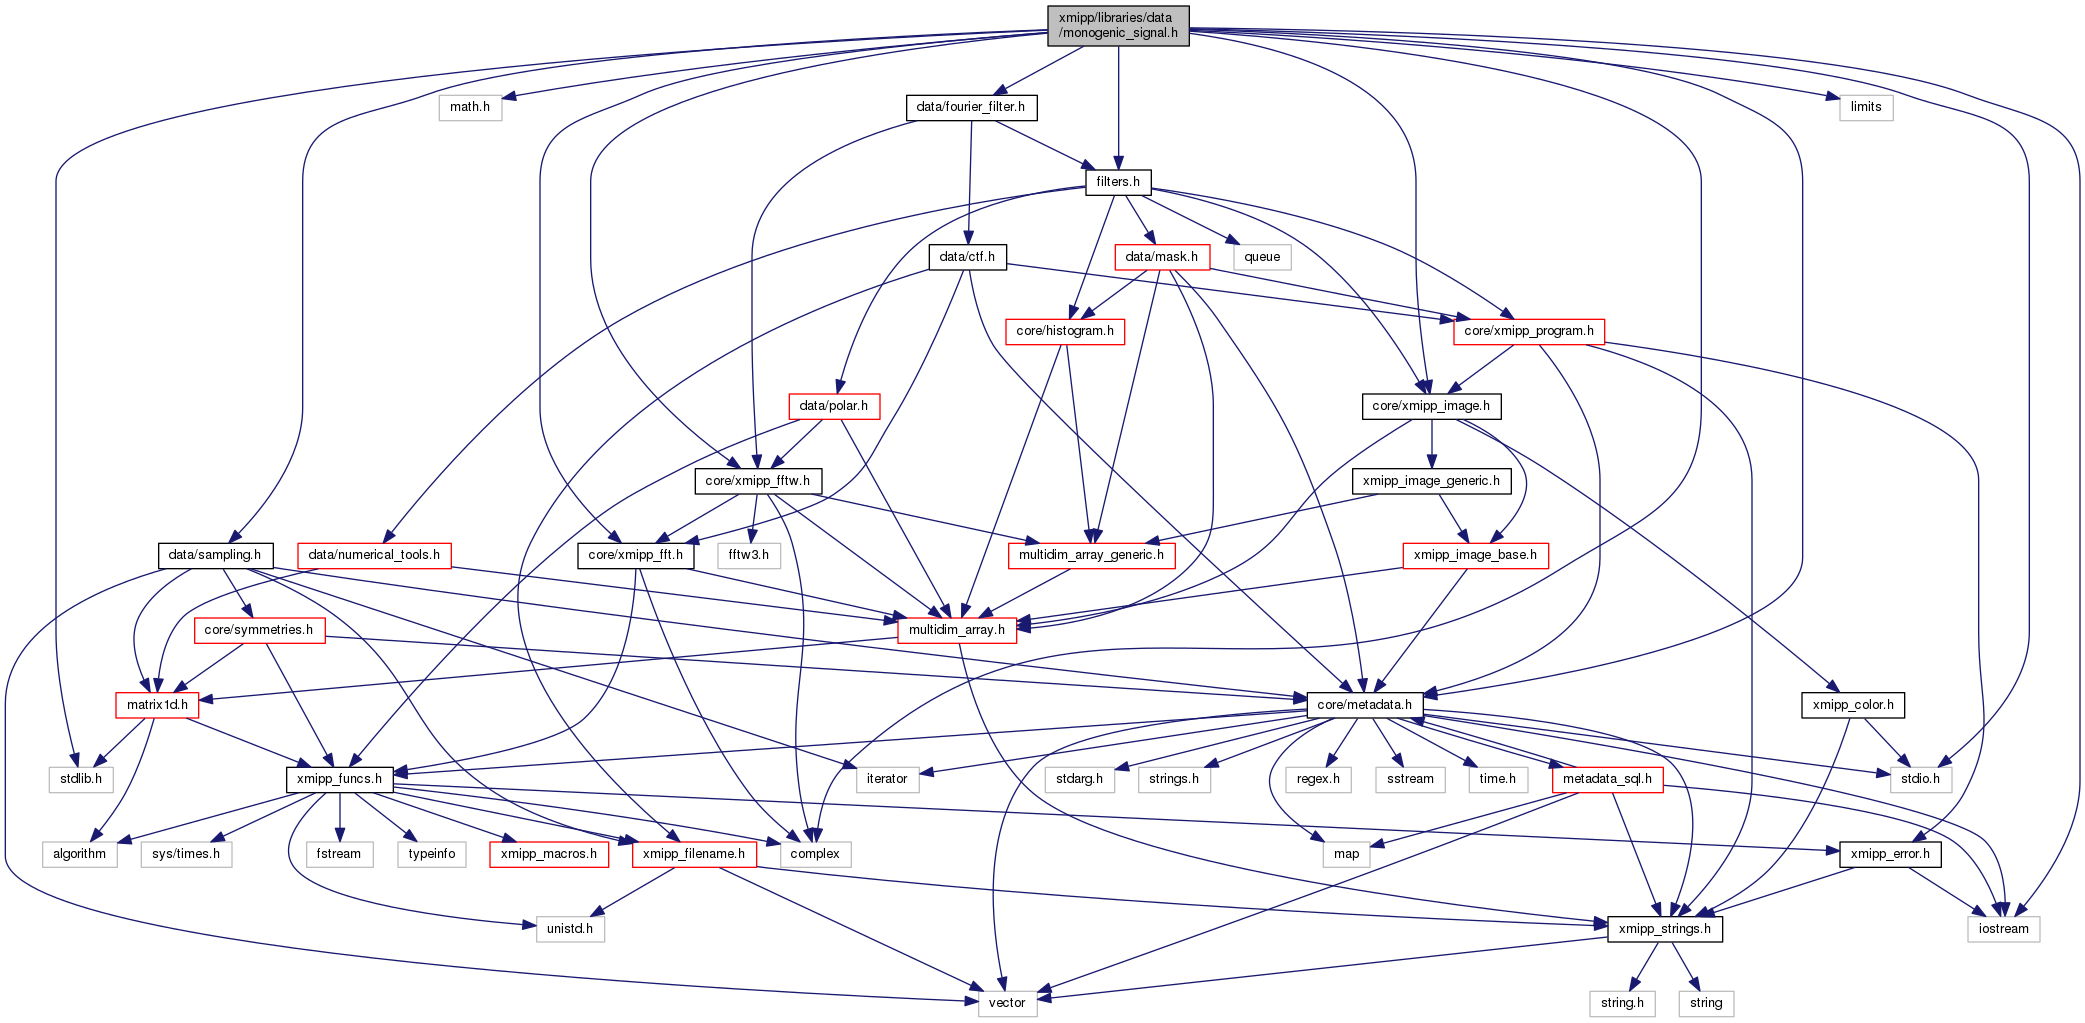 xmipp/libraries/data
/monogenic_signal.h
math.h
data/fourier_filter.h
limits
filters.h
data/ctf.h
data/mask.h
queue
core/histogram.h
core/xmipp_program.h
data/polar.h
core/xmipp_image.h
core/xmipp_fftw.h
xmipp_image_generic.h
data/sampling.h
data/numerical_tools.h
core/xmipp_fft.h
fftw3.h
multidim_array_generic.h
xmipp_image_base.h
core/symmetries.h
multidim_array.h
matrix1d.h
core/metadata.h
xmipp_color.h
stdlib.h
xmipp_funcs.h
iterator
stdarg.h
strings.h
regex.h
sstream
time.h
metadata_sql.h
stdio.h
algorithm
sys/times.h
fstream
typeinfo
xmipp_macros.h
xmipp_filename.h
complex
map
xmipp_error.h
unistd.h
xmipp_strings.h
iostream
vector
string.h
string